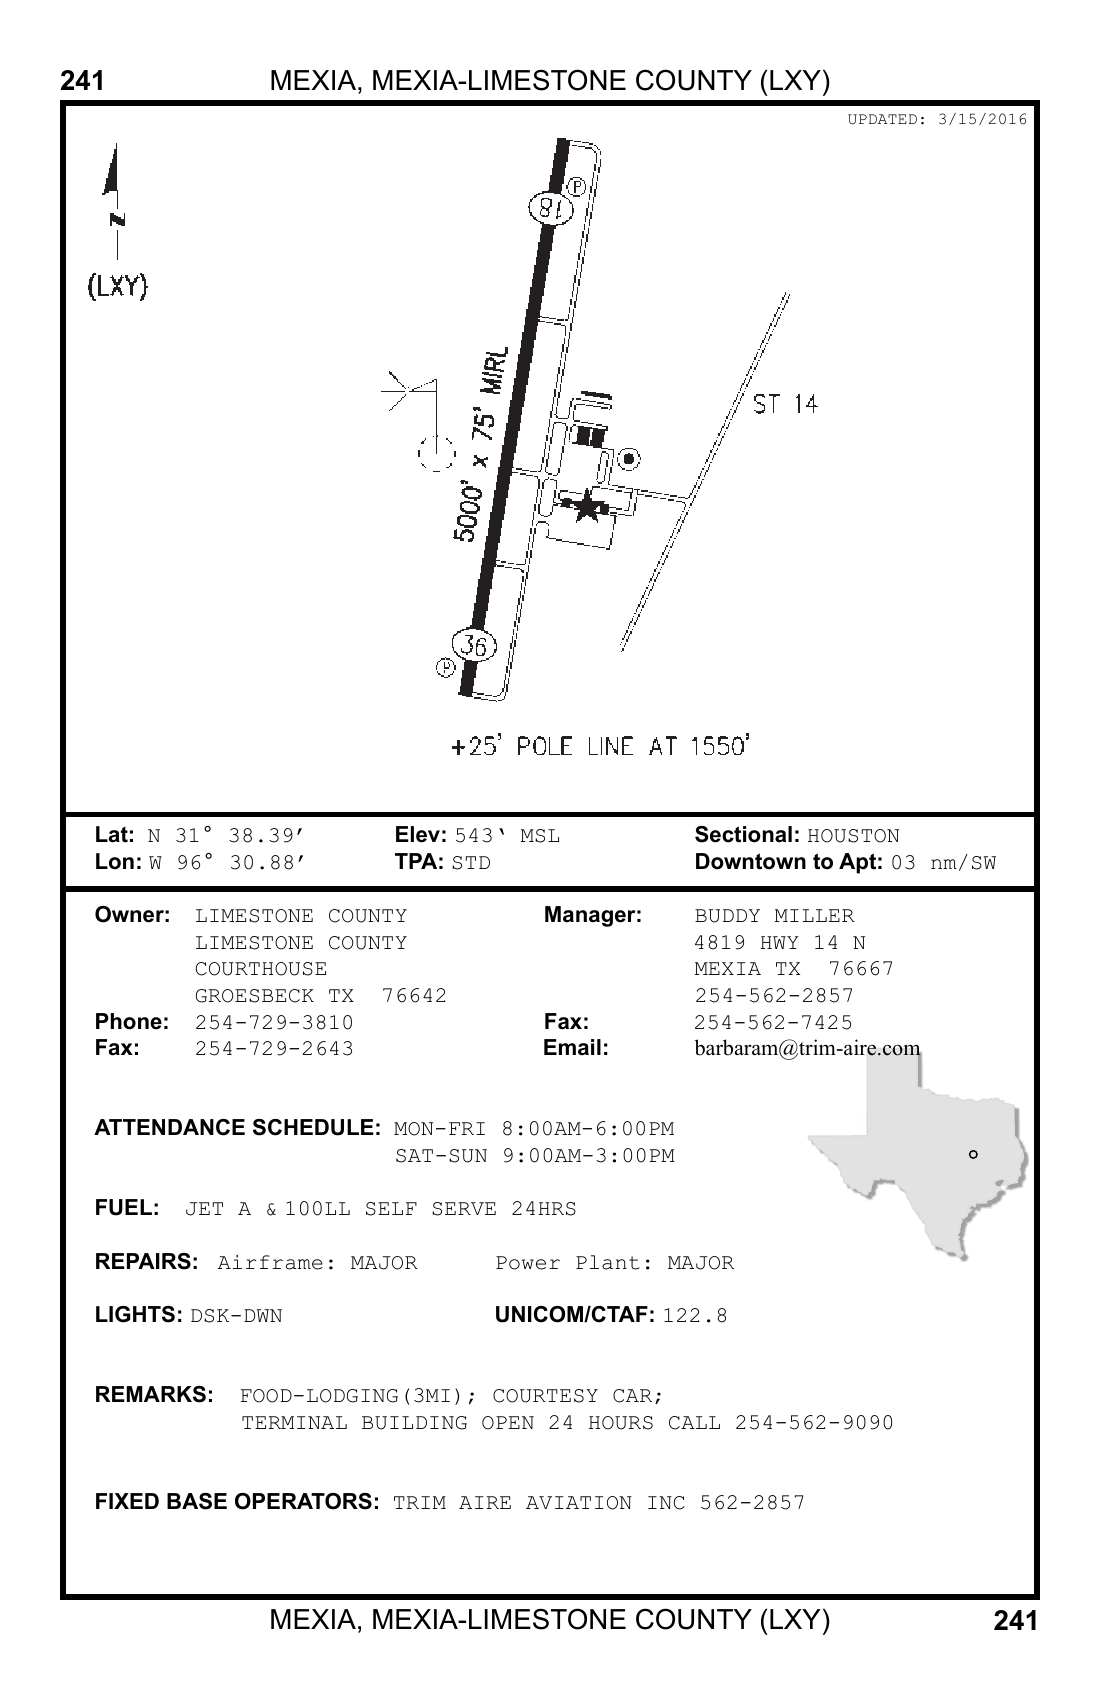 241 MEXIA, MEXIA-LIMESTONE COUNTY (LXY)
UPDATED: 3/15/2016
N
(LXY)
P
18
5000' x 75' MIRL
ST 14
36
P
+25' POLE LINE AT 1550'
Lat: N 31° 38.39′ Elev: 543‘ MSL Sectional: HOUSTON
Lon: W 96° 30.88′ TPA: STD Downtown to Apt: 03 nm/SW
Owner: LIMESTONE COUNTY Manager: BUDDY MILLER
LIMESTONE COUNTY 4819 HWY 14 N
COURTHOUSE MEXIA TX 76667
GROESBECK TX 76642 254-562-2857
Phone: 254-729-3810 Fax: 254-562-7425
Fax: 254-729-2643 Email: barbaram@trim-aire.com
ATTENDANCE SCHEDULE: MON-FRI 8:00AM-6:00PM
SAT-SUN 9:00AM-3:00PM
FUEL: JET A & 100LL SELF SERVE 24HRS
REPAIRS: Airframe: MAJOR Power Plant: MAJOR
LIGHTS: DSK-DWN UNICOM/CTAF: 122.8
REMARKS: FOOD-LODGING(3MI); COURTESY CAR;
TERMINAL BUILDING OPEN 24 HOURS CALL 254-562-9090
FIXED BASE OPERATORS: TRIM AIRE AVIATION INC 562-2857
MEXIA, MEXIA-LIMESTONE COUNTY (LXY) 241